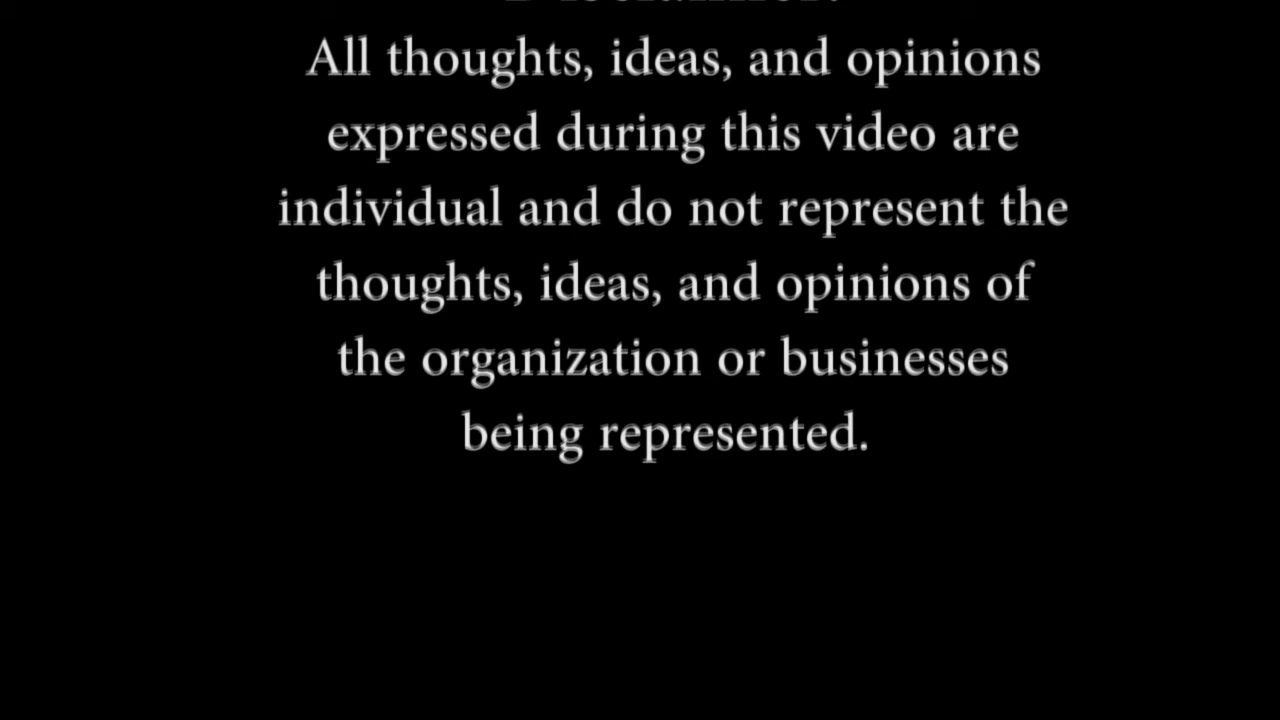 All thoughts, ideas, and opinions
expressed during this video are
individual and do not represent the
thoughts, ideas, and opinions of
the organization or businesses
being represented.